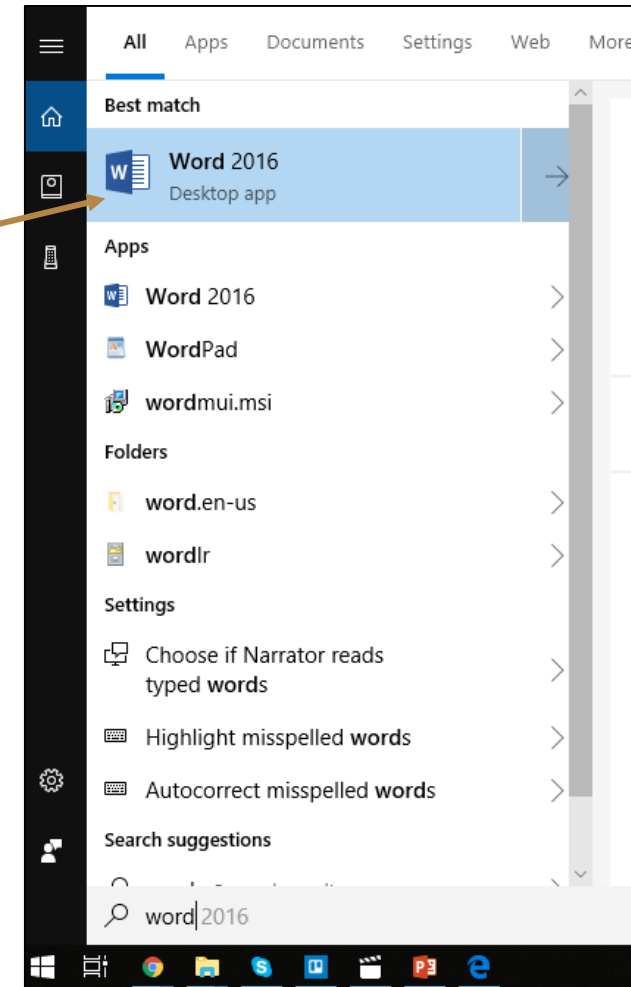 All Apps Documents Settings Web More
Best match
Word 2016
Desktop app
Apps
Word 2016
WordPad
wordmui.msi
Folders
word.en-us
wordlr
Settings
Choose if Narrator reads
typed words
Highlight misspelled words
Autocorrect misspelled words
Search suggestions
word 2016